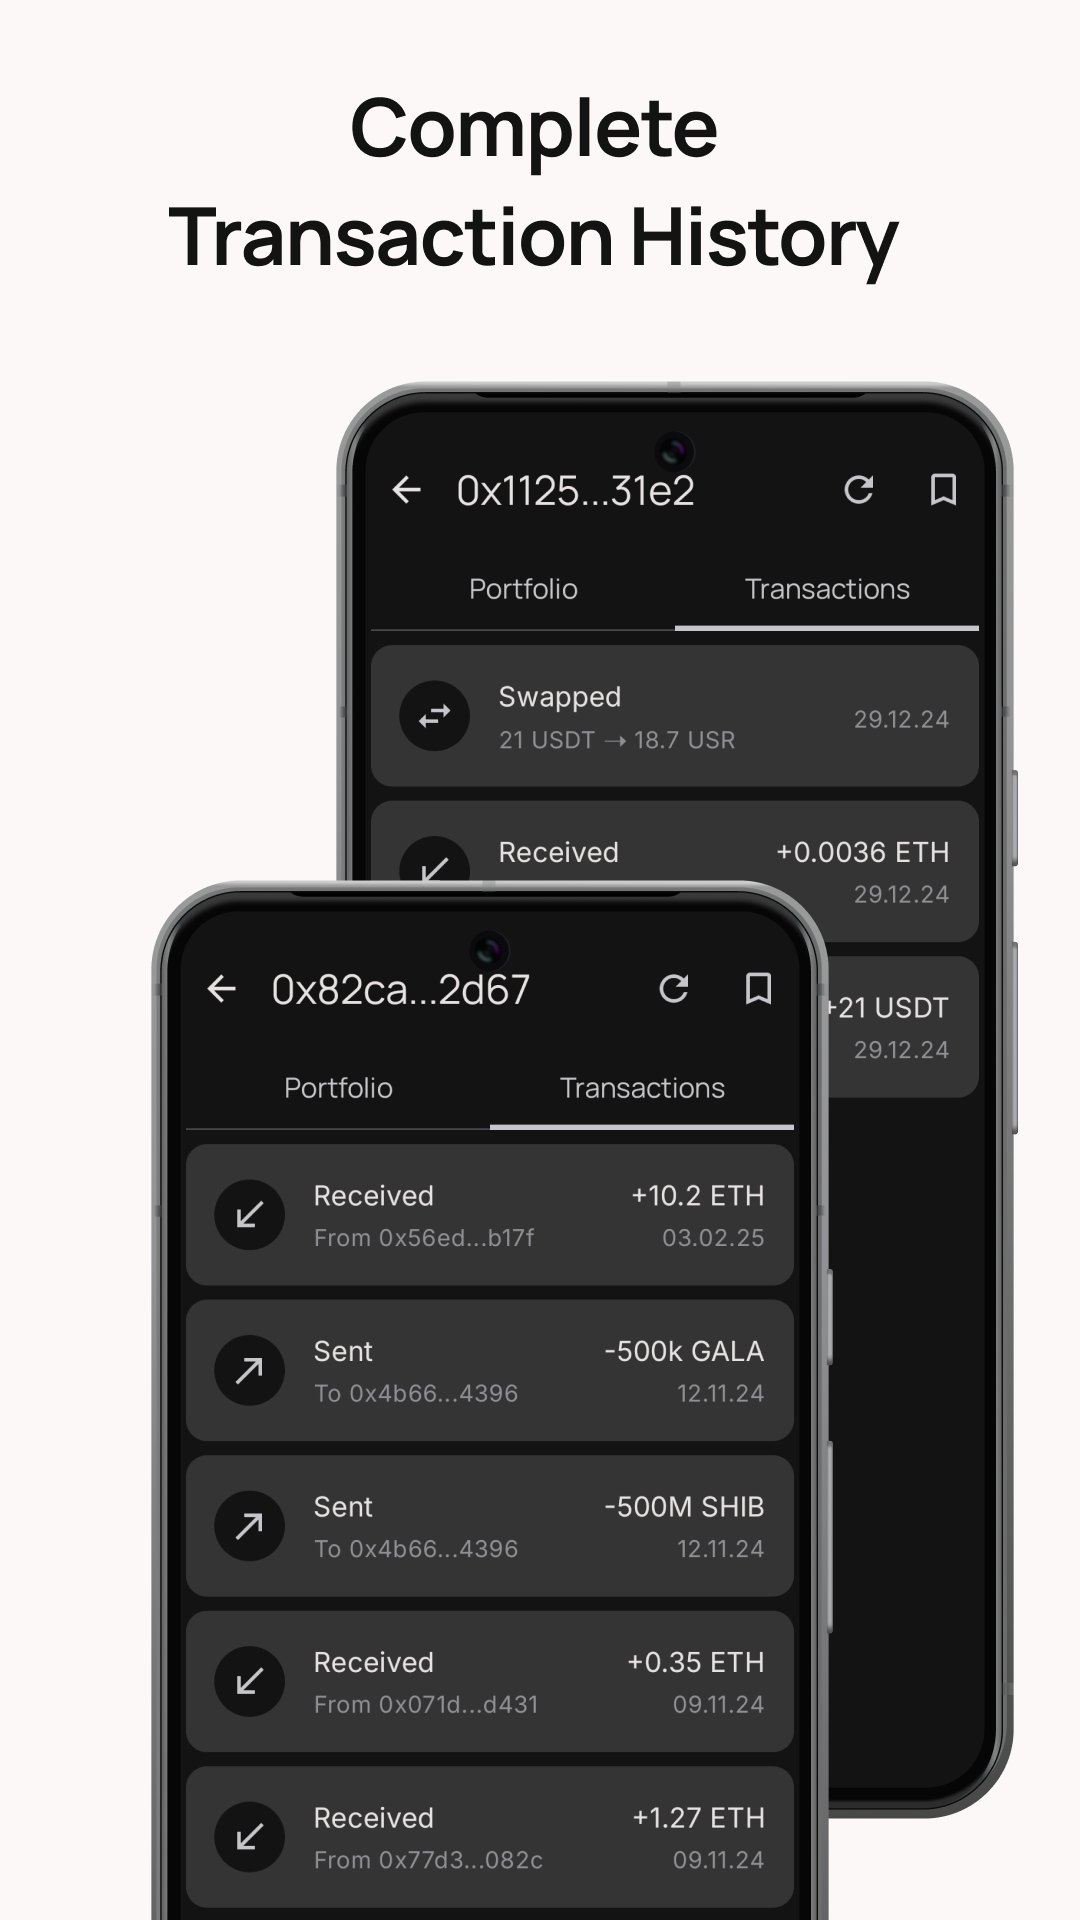 Complete
Transaction History
0x1125...31e2
Portfolio Transactions
Swapped
21 USDT → 18.7 USR
29.12.24
Received +0.0036 ETH
29.12.24
+21 USDT
29.12.24
0x82ca...2d67
Portfolio Transactions
Received +10.2 ETH
From 0x56ed...b17f 03.02.25
Sent -500k GALA
To 0x4b66...4396 12.11.24
Sent -500M SHIB
To 0x4b66...4396 12.11.24
Received +0.35 ETH
From 0x071d...d431 09.11.24
Received +1.27 ETH
From 0x77d3...082c 09.11.24